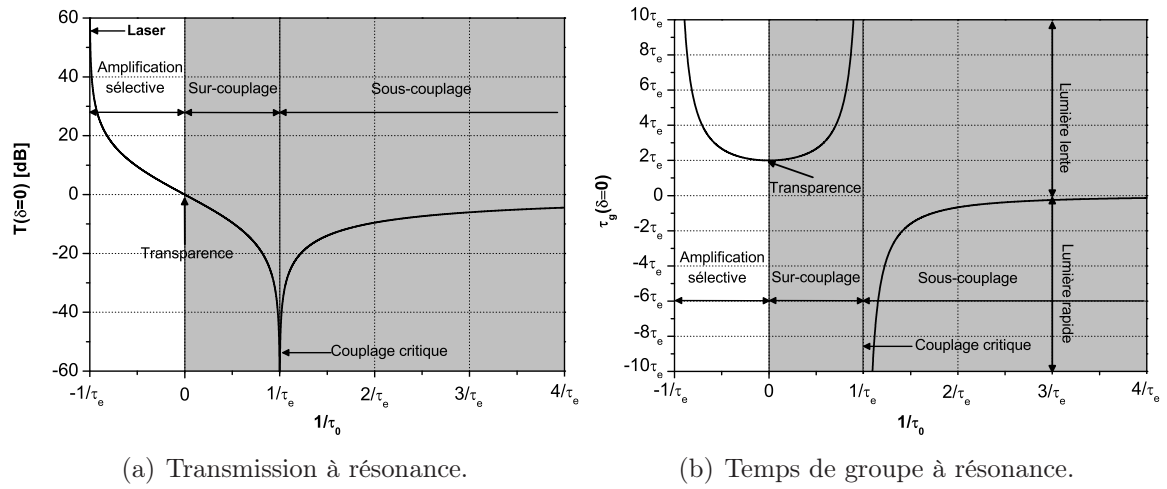 60
40
20
0
-20
-40
-60
T(δ=0) [dB]
Laser
Amplification
sélective
Sur-couplage
Sous-couplage
Transparence
Couplage critique
-1/τe
0
1/τe
2/τe
3/τe
4/τe
1/τ0
(a) Transmission à résonance.
10τe
8τe
6τe
4τe
2τe
0
-2τe
-4τe
-6τe
-8τe
-10τe
τg(δ=0)
Lumière lente
Transparence
Amplification
sélective
Sur-couplage
Sous-couplage
Lumière rapide
Couplage critique
-1/τe
0
1/τe
2/τe
3/τe
4/τe
1/τ0
(b) Temps de groupe à résonance.